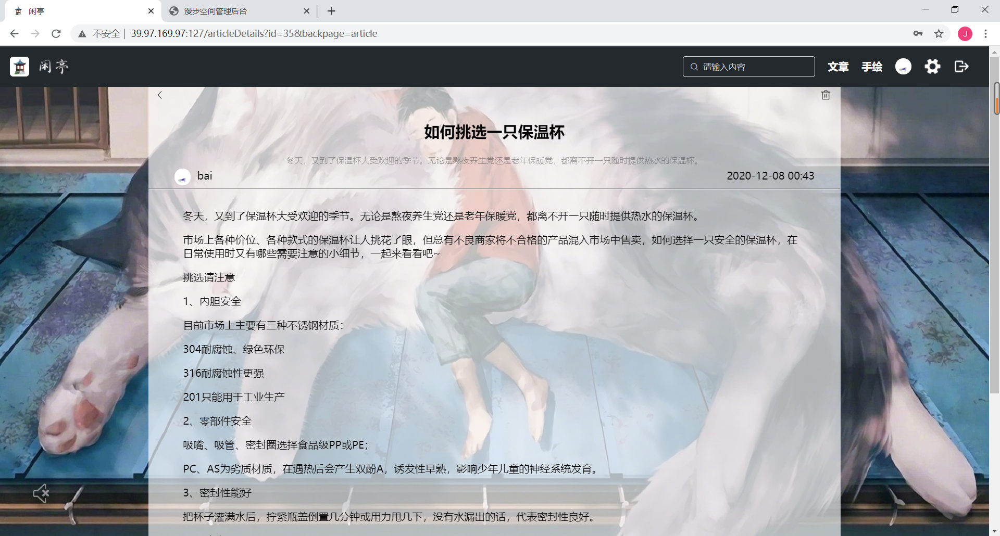 闲亭
漫步空间管理后台
不安全 | 39.97.169.97:127/articleDetails?id=35&backpage=article
J
闲亭
请输入内容
文章
手绘
如何挑选一只保温杯
冬天，又到了保温杯大受欢迎的季节。无论是熬夜养生党还是老年保暖党，都离不开一只随时提供热水的保温杯。
bai
2020-12-08 00:43
冬天，又到了保温杯大受欢迎的季节。无论是熬夜养生党还是老年保暖党，都离不开一只随时提供热水的保温杯。
市场上各种价位、各种款式的保温杯让人挑花了眼，但总有不良商家将不合格的产品混入市场中售卖，如何选择一只安全的保温杯，在
日常使用时又有哪些需要注意的小细节，一起来看看吧~
挑选请注意
1、内胆安全
目前市场上主要有三种不锈钢材质：
304耐腐蚀、绿色环保
316耐腐蚀性更强
201只能用于工业生产
2、零部件安全
吸嘴、吸管、密封圈选择食品级PP或PE；
PC、AS为劣质材质，在遇热后会产生双酚A，诱发性早熟，影响少年儿童的神经系统发育。
3、密封性能好
把杯子灌满水后，拧紧瓶盖倒置几分钟或用力甩几下，没有水漏出的话，代表密封性良好。